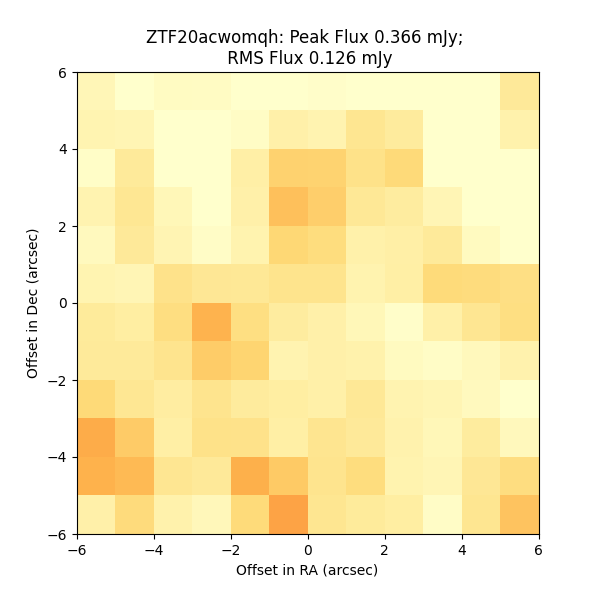 ZTF20acwomqh: Peak Flux 0.366 mJy;
RMS Flux 0.126 mJy
6
4
2
0
−2
−4
−6
Offset in Dec (arcsec)
−6 −4 −2 0 2 4 6
Offset in RA (arcsec)